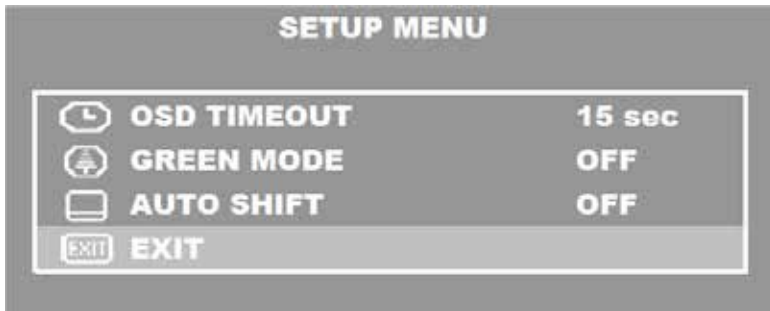 SETUP MENU
OSD TIMEOUT 15 sec
GREEN MODE OFF
AUTO SHIFT OFF
EXIT EXIT